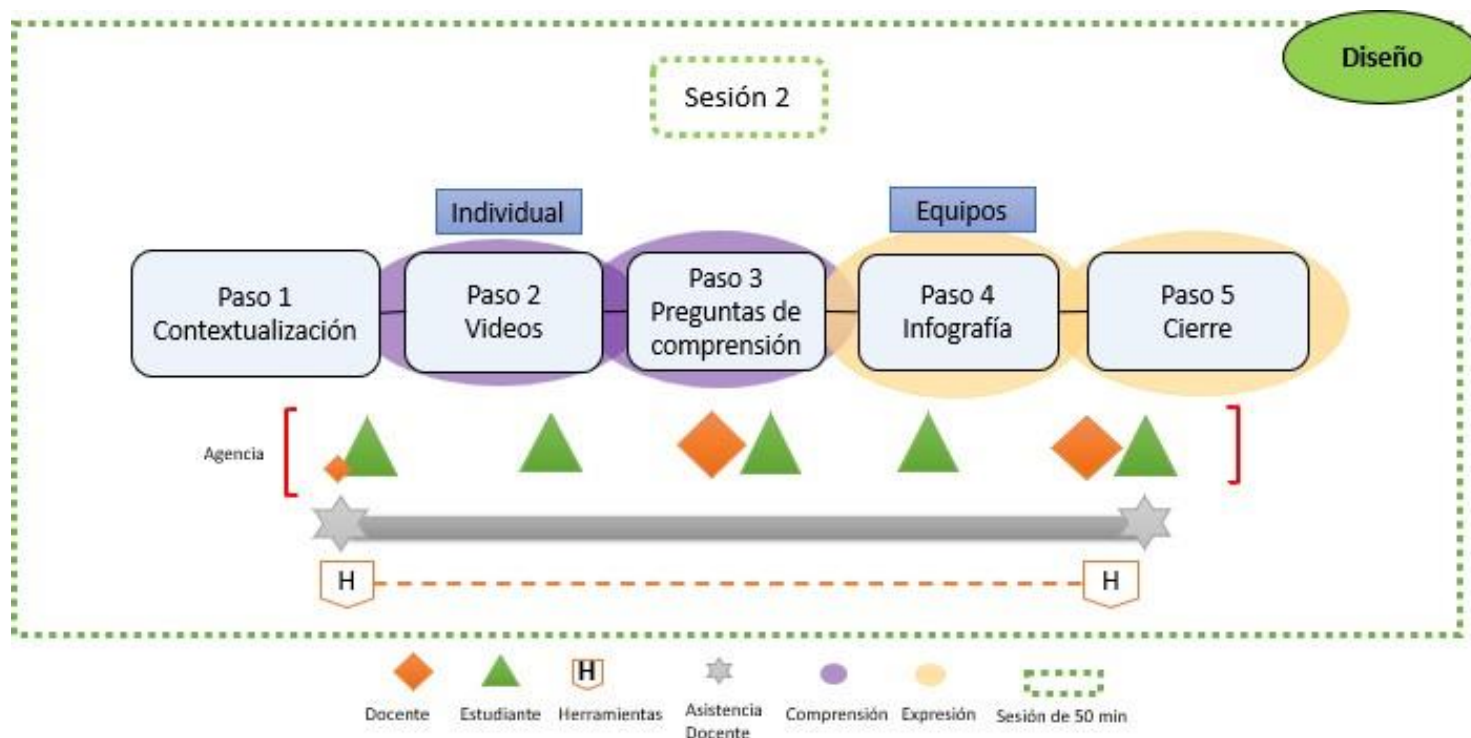 Diseño
Sesión 2
Individual
Equipos
Paso 1
Contextualización
Paso 2
Videos
Paso 3
Preguntas de
comprensión
Paso 4
Infografía
Paso 5
Cierre
Agencia
H
H
H
Docente
Estudiante
Herramientas
Asistencia
Docente
Comprensión
Expresión
Sesión de 50 min